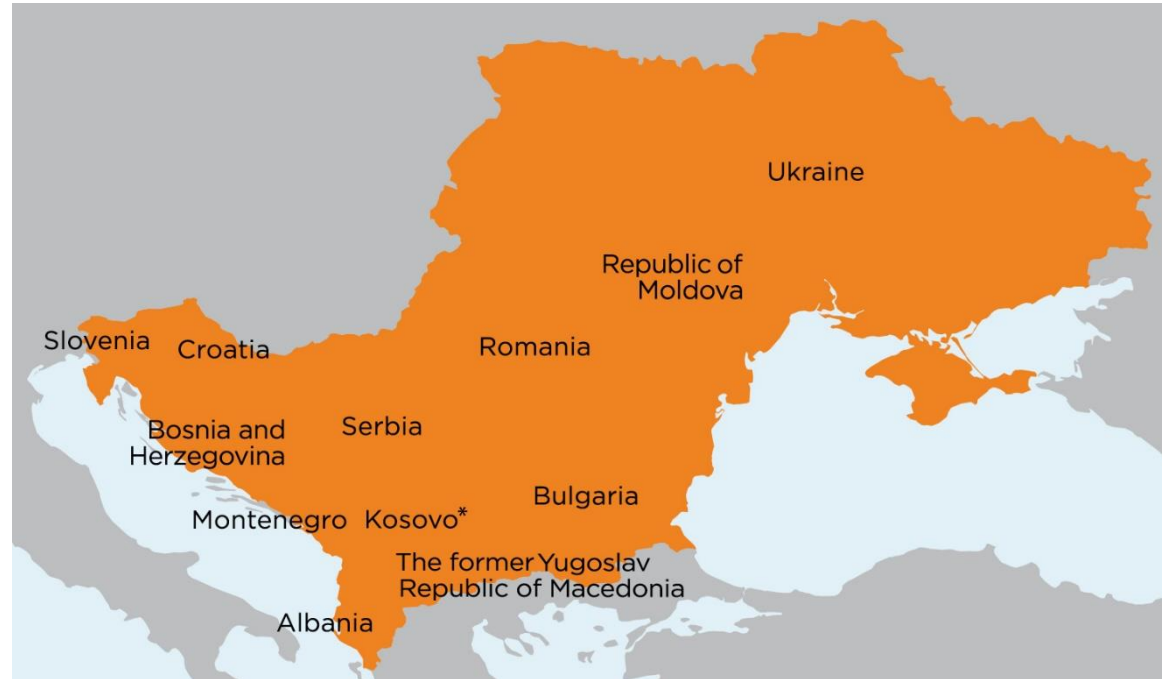 Ukraine
Republic of
Moldova
Slovenia
Croatia
Romania
Bosnia and
Herzegovina
Serbia
Bulgaria
Montenegro
Kosovo*
The former Yugoslav
Republic of Macedonia
Albania